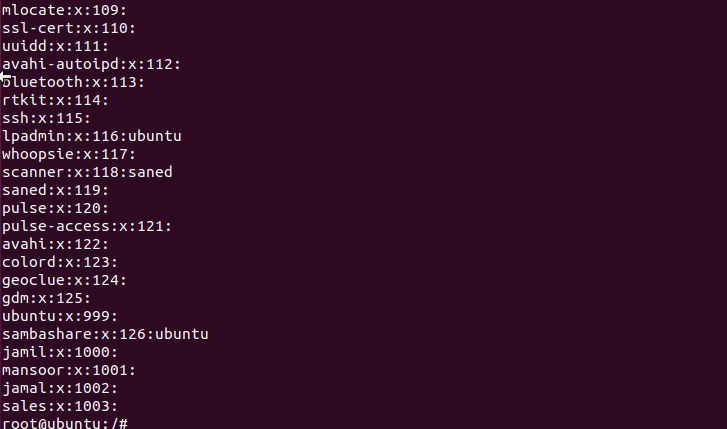 mlocate:x:109:
ssl-cert:x:110:
uuidd:x:111:
avahi-autoipd:x:112:
bluetooth:x:113:
rtkit:x:114:
ssh:x:115:
lpadmin:x:116:ubuntu
whoopsie:x:117:
scanner:x:118:saned
saned:x:119:
pulse:x:120:
pulse-access:x:121:
avahi:x:122:
colord:x:123:
geoclue:x:124:
gdm:x:125:
ubuntu:x:999:
sambashare:x:126:ubuntu
jamil:x:1000:
mansoor:x:1001:
jamal:x:1002:
sales:x:1003:
root@ubuntu:/#